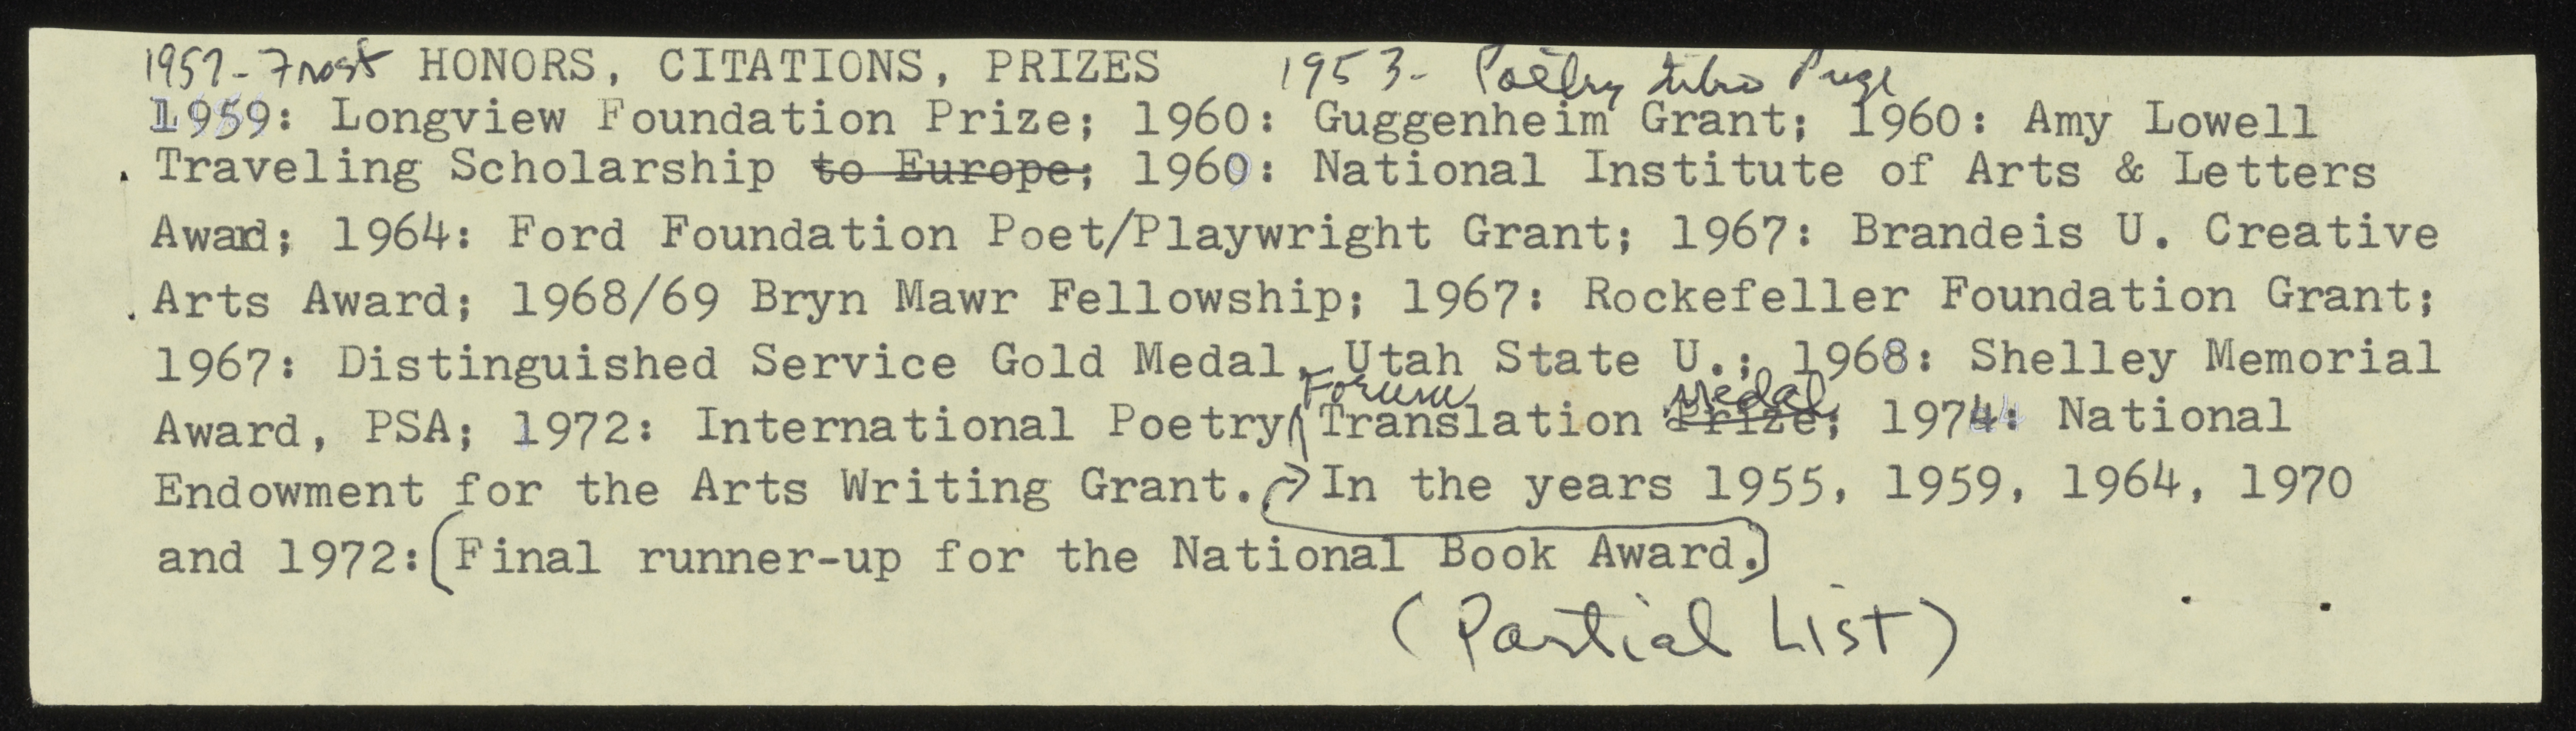 1957- Frost HONORS, CITATIONS, PRIZES 1953- Poetry Prize
1959: Longview Foundation Prize; 1960: Guggenheim Grant; 1960: Amy Lowell
Traveling Scholarship to Europe; 1960: National Institute of Arts & Letters
Award; 1964: Ford Foundation Poet/Playwright Grant; 1967: Brandeis U. Creative
Arts Award; 1968/69 Bryn Mawr Fellowship; 1967: Rockefeller Foundation Grant;
1967: Distinguished Service Gold Medal, Utah State U.; 1968: Shelley Memorial
Forum Medal
Award, PSA; 1972: International Poetry Translation Prize; 1974: National
Endowment for the Arts Writing Grant. In the years 1955, 1959, 1964, 1970
and 1972: (Final runner-up for the National Book Award.)
(Partial List)